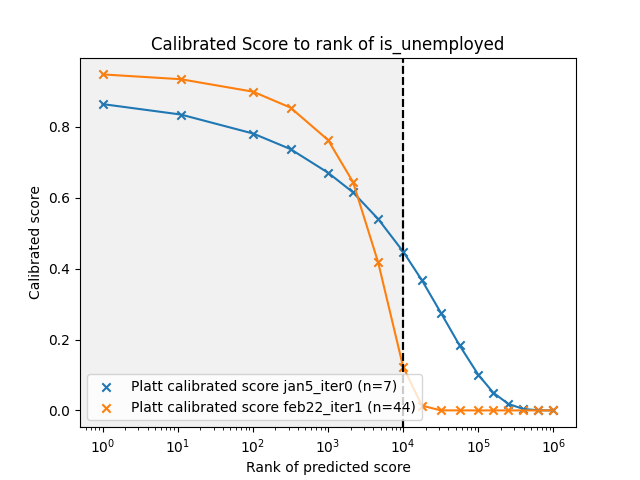 Calibrated Score to rank of is_unemployed
Calibrated score
0.8
0.6
0.4
0.2
0.0
Platt calibrated score jan5_iter0 (n=7)
Platt calibrated score feb22_iter1 (n=44)
10⁰ 10¹ 10² 10³ 10⁴ 10⁵ 10⁶
Rank of predicted score